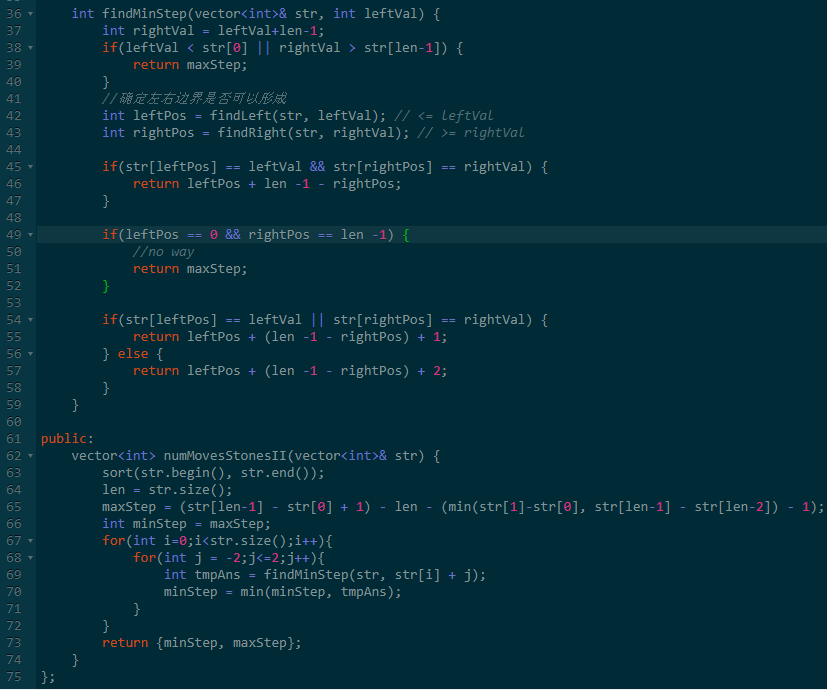 36 int findMinStep(vector<int>& str, int leftVal) {
37 int rightVal = leftVal+len-1;
38 if(leftVal < str[0] || rightVal > str[len-1]) {
39 return maxStep;
40 }
41 //确定左右边界是否可以形成
42 int leftPos = findLeft(str, leftVal); // <= leftVal
43 int rightPos = findRight(str, rightVal); // >= rightVal
44
45 if(str[leftPos] == leftVal && str[rightPos] == rightVal) {
46 return leftPos + len -1 - rightPos;
47 }
48
49 if(leftPos == 0 && rightPos == len -1) {
50 //no way
51 return maxStep;
52 }
53
54 if(str[leftPos] == leftVal || str[rightPos] == rightVal) {
55 return leftPos + (len -1 - rightPos) + 1;
56 } else {
57 return leftPos + (len -1 - rightPos) + 2;
58 }
59 }
60
61 public:
62 vector<int> numMovesStonesII(vector<int>& str) {
63 sort(str.begin(), str.end());
64 len = str.size();
65 maxStep = (str[len-1] - str[0] + 1) - len - (min(str[1]-str[0], str[len-1] - str[len-2]) - 1);
66 int minStep = maxStep;
67 for(int i=0;i<str.size();i++){
68 for(int j = -2;j<=2;j++){
69 int tmpAns = findMinStep(str, str[i] + j);
70 minStep = min(minStep, tmpAns);
71 }
72 }
73 return {minStep, maxStep};
74 }
75 };